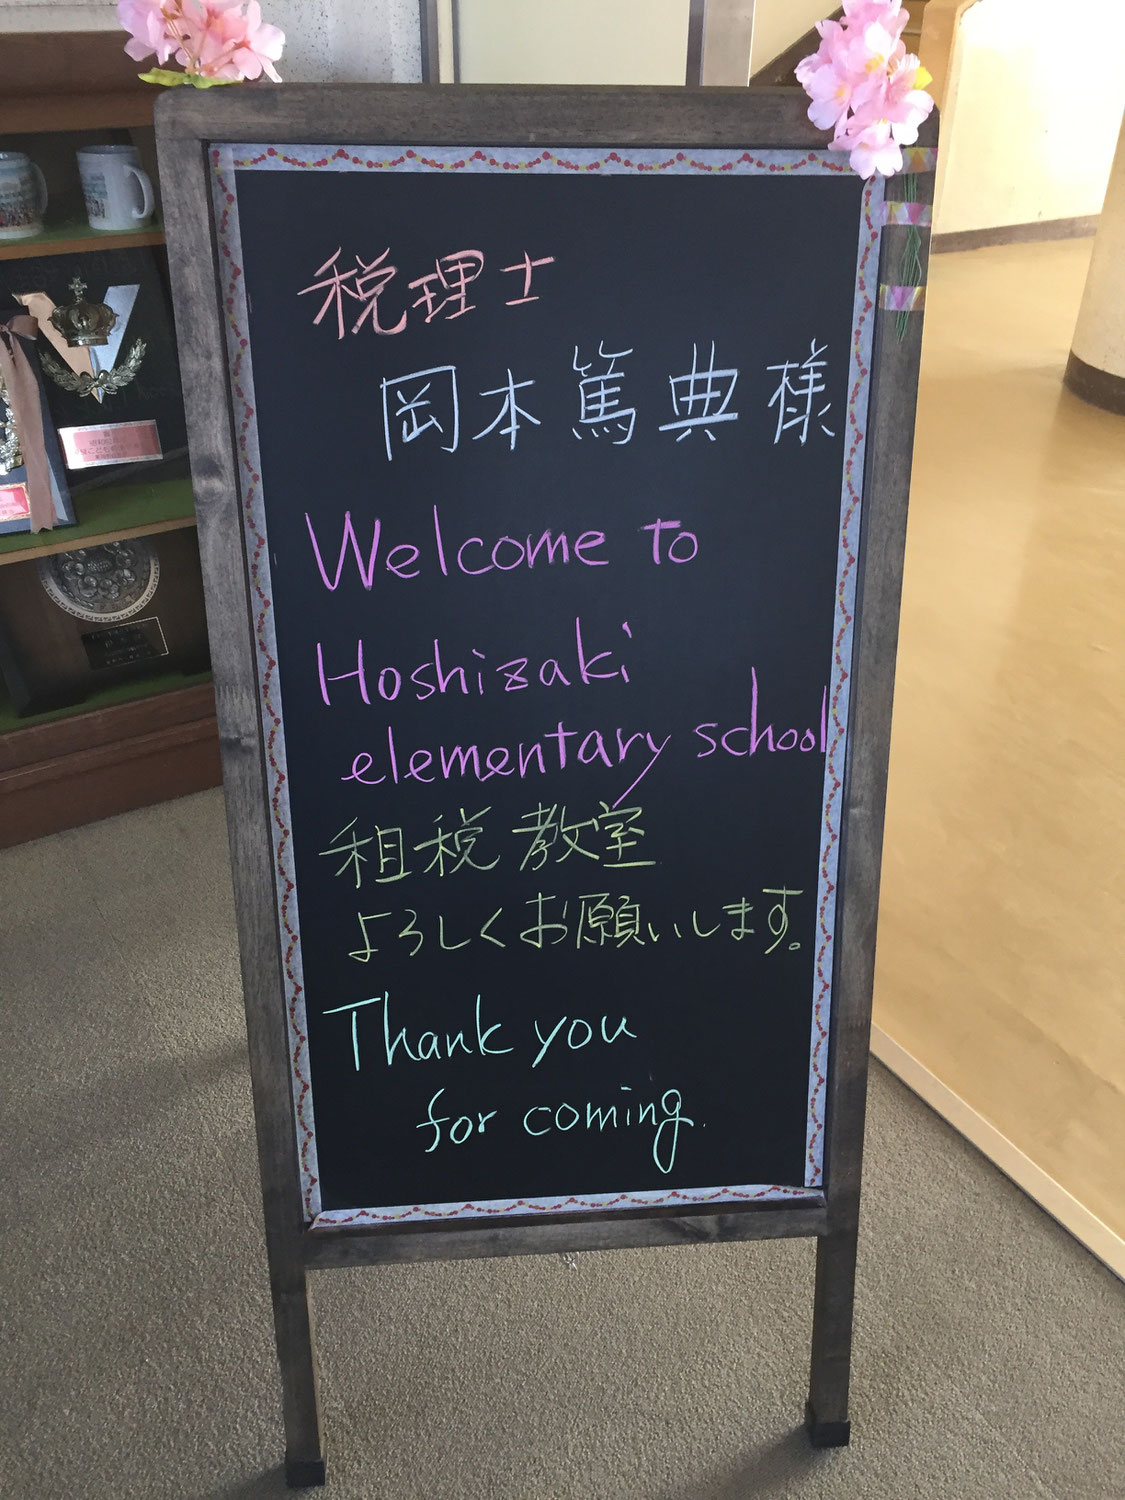 税理士
岡本篤典様
Welcome to
Hoshizaki
elementary school
租税教室
よろしくお願いします。
Thank you
for coming.